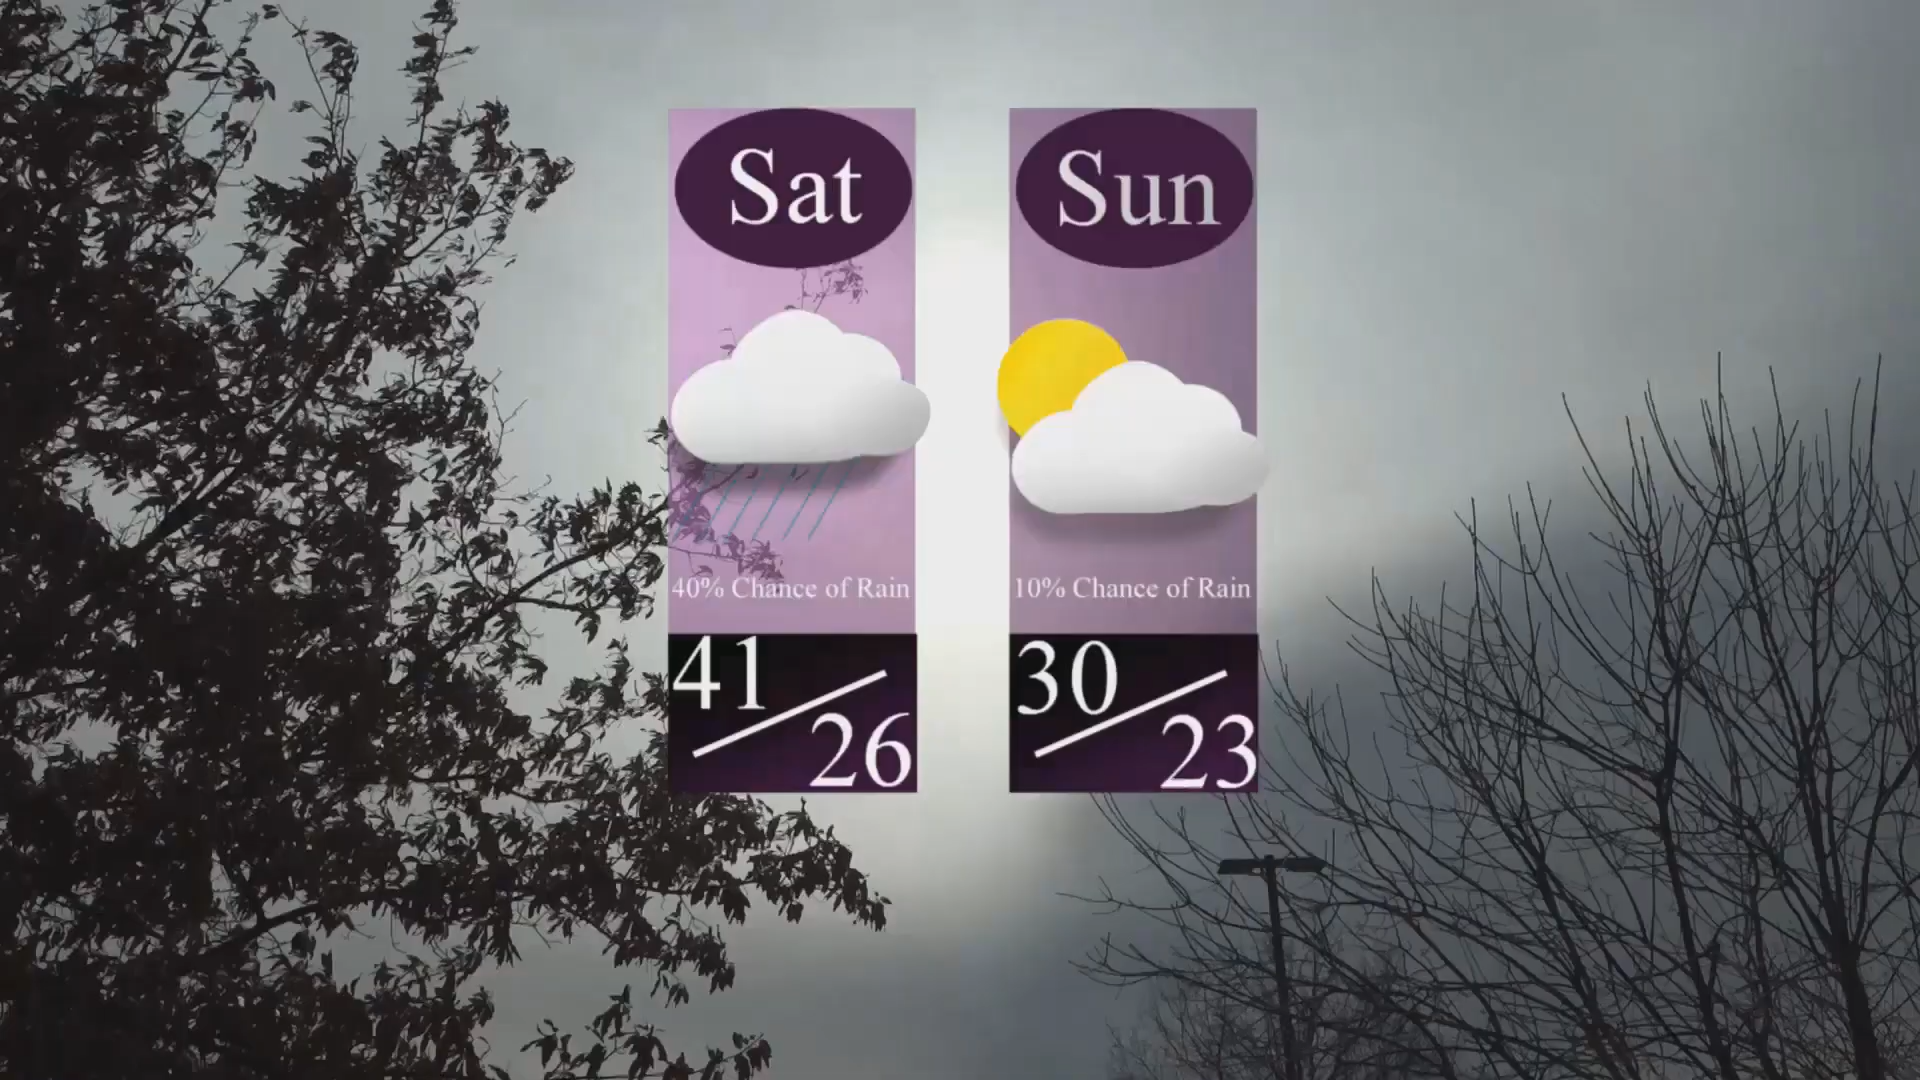 Sat
40% Chance of Rain
41
26
Sun
10% Chance of Rain
30
23